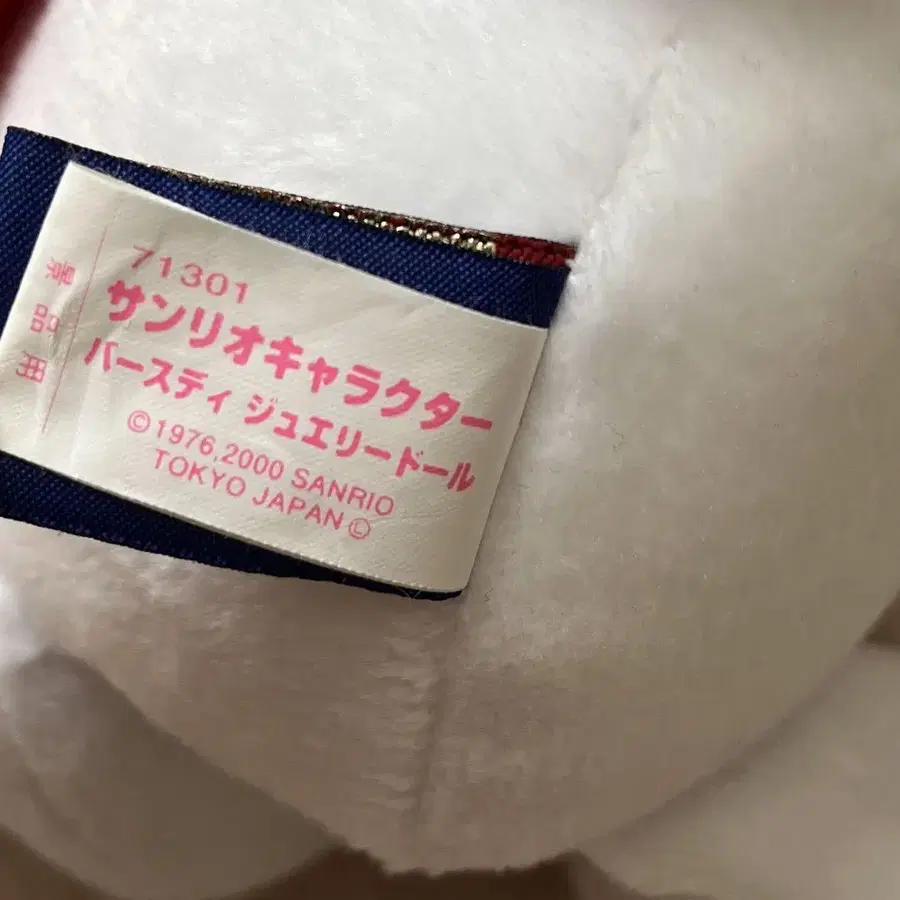 71301
サンリオキャラクター
バースディ ジュエリードール
©1976,2000 SANRIO
TOKYO JAPAN Ⓛ
景品用